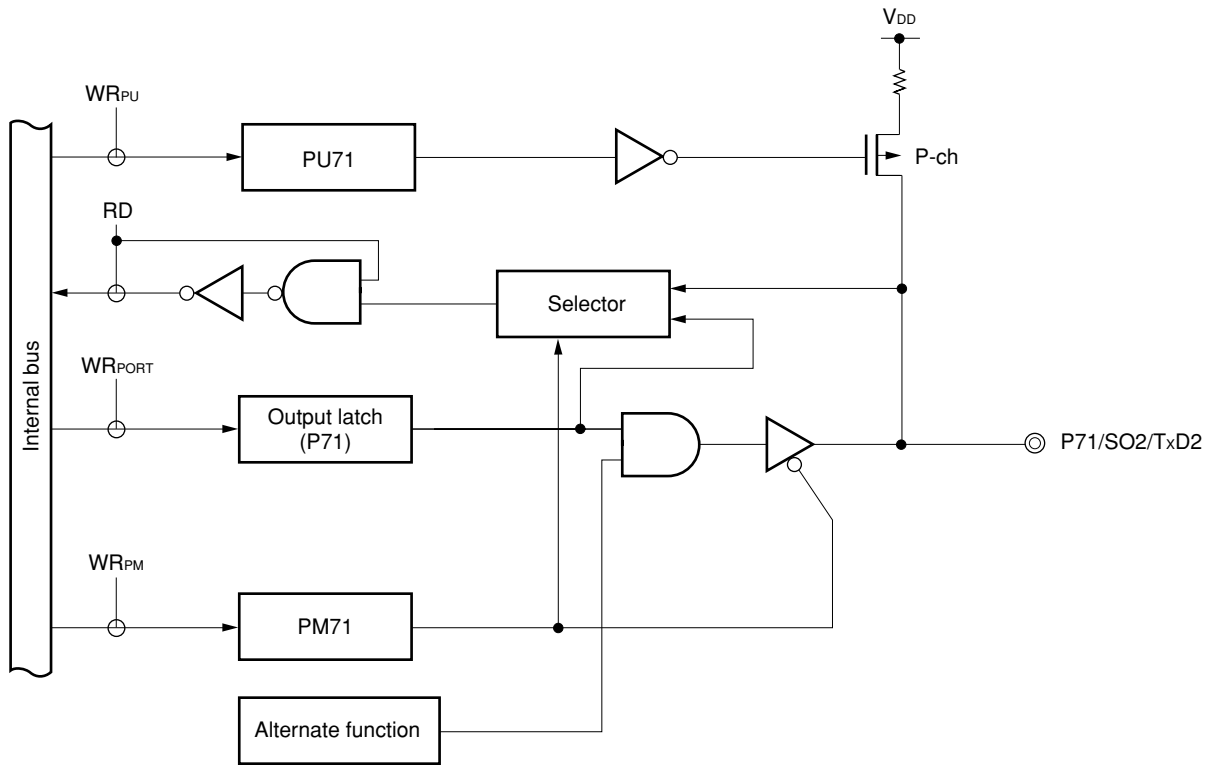 VDD
WRPU
PU71
P-ch
RD
Selector
Internal bus
WRPORT
Output latch
(P71)
P71/SO2/TxD2
WRPM
PM71
Alternate function